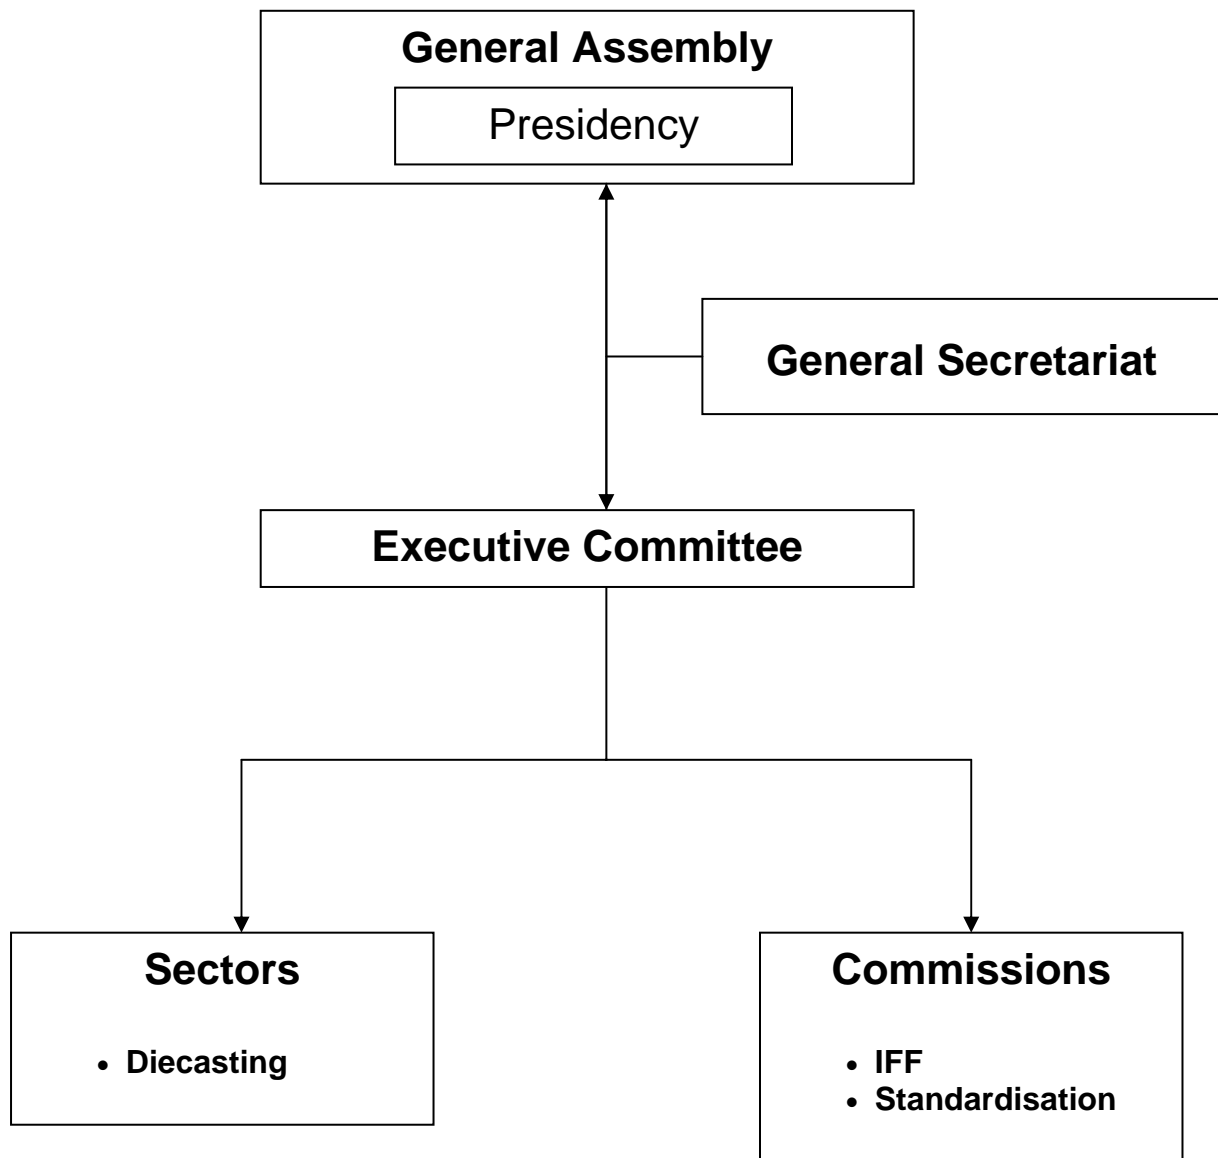 General Assembly
Presidency
General Secretariat
Executive Committee
Sectors
• Diecasting
Commissions
• IFF
• Standardisation